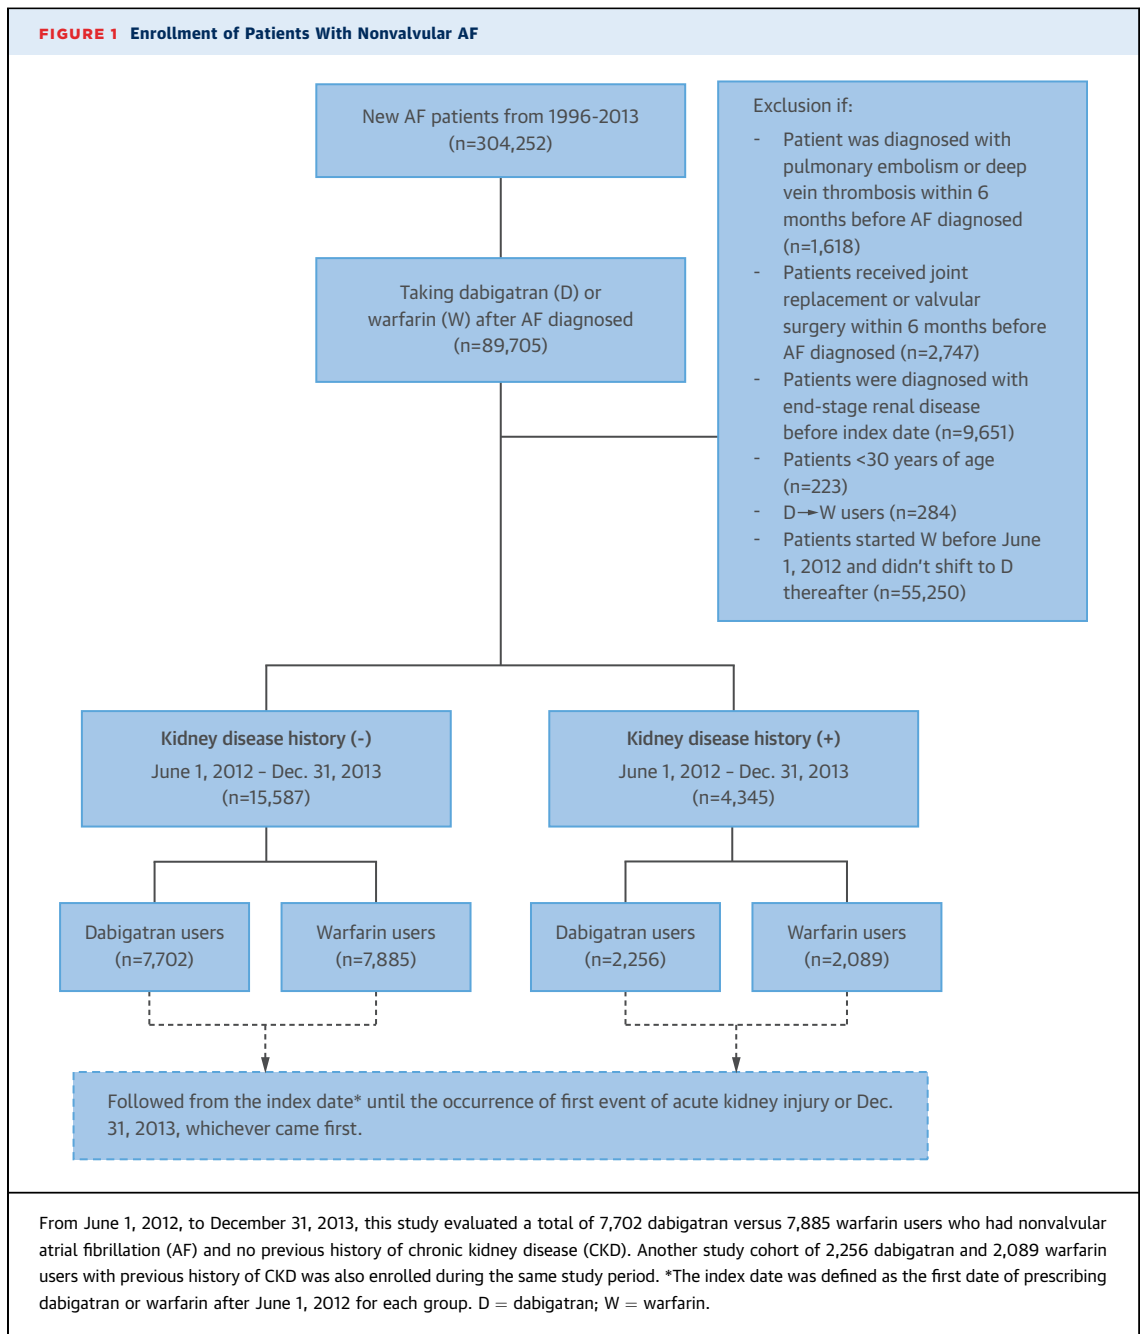 FIGURE 1 Enrollment of Patients With Nonvalvular AF
New AF patients from 1996-2013
(n=304,252)
Taking dabigatran (D) or
warfarin (W) after AF diagnosed
(n=89,705)
Exclusion if:
- Patient was diagnosed with
pulmonary embolism or deep
vein thrombosis within 6
months before AF diagnosed
(n=1,618)
- Patients received joint
replacement or valvular
surgery within 6 months before
AF diagnosed (n=2,747)
- Patients were diagnosed with
end-stage renal disease
before index date (n=9,651)
- Patients <30 years of age
(n=223)
- D→W users (n=284)
- Patients started W before June
1, 2012 and didn't shift to D
thereafter (n=55,250)
Kidney disease history (-)
June 1, 2012 - Dec. 31, 2013
(n=15,587)
Kidney disease history (+)
June 1, 2012 - Dec. 31, 2013
(n=4,345)
Dabigatran users
(n=7,702)
Warfarin users
(n=7,885)
Dabigatran users
(n=2,256)
Warfarin users
(n=2,089)
Followed from the index date* until the occurrence of first event of acute kidney injury or Dec.
31, 2013, whichever came first.
From June 1, 2012, to December 31, 2013, this study evaluated a total of 7,702 dabigatran versus 7,885 warfarin users who had nonvalvular
atrial fibrillation (AF) and no previous history of chronic kidney disease (CKD). Another study cohort of 2,256 dabigatran and 2,089 warfarin
users with previous history of CKD was also enrolled during the same study period. *The index date was defined as the first date of prescribing
dabigatran or warfarin after June 1, 2012 for each group. D = dabigatran; W = warfarin.